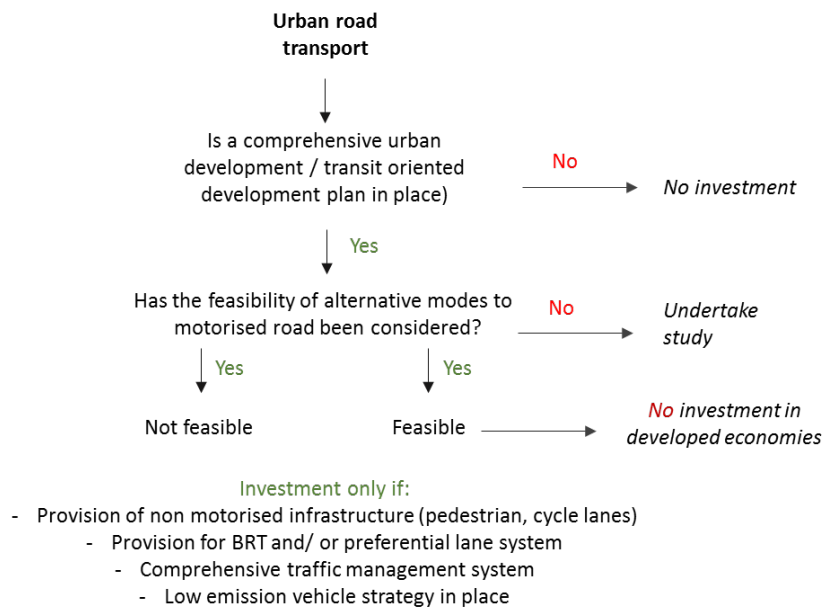 Urban road
transport
Is a comprehensive urban
development / transit oriented
development plan in place)
No
No investment
Yes
Has the feasibility of alternative modes to
motorised road been considered?
No
Undertake
study
Yes
Yes
Not feasible
Feasible
No investment in
developed economies
Investment only if:
- Provision of non motorised infrastructure (pedestrian, cycle lanes)
- Provision for BRT and/ or preferential lane system
- Comprehensive traffic management system
- Low emission vehicle strategy in place